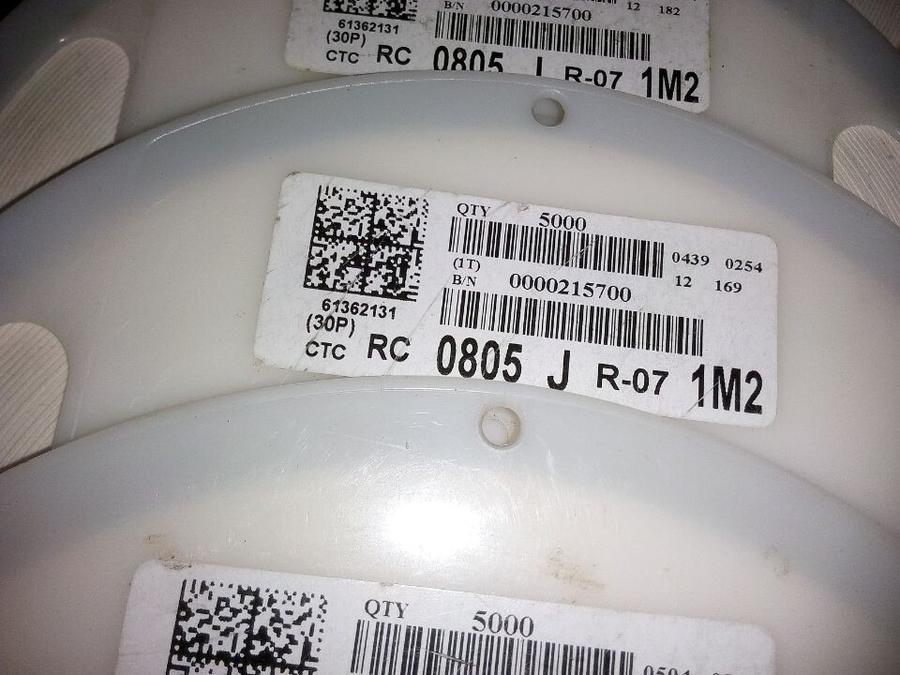 B/N 0000215700 12 182
61362131
(30P)
CTC RC 0805 J R-07 1M2
QTY 5000
0439 0254
(1T) 12 169
B/N 0000215700
61362131
(30P)
CTC RC 0805 J R-07 1M2
QTY 5000